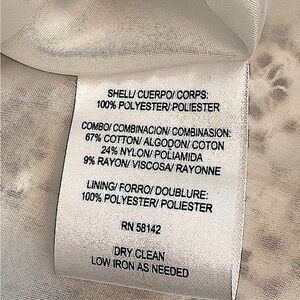 SHELL/ CUERPO/ CORPS:
100% POLYESTER/ POLIESTER
COMBO/ COMBINACION/ COMBINASION:
67% COTTON/ ALGODON/ COTON
24% NYLON/ POLIAMIDA
9% RAYON/ VISCOSA/ RAYONNE
LINING/ FORRO/ DOUBLURE:
100% POLYESTER/ POLIESTER
RN 58142
DRY CLEAN
LOW IRON AS NEEDED